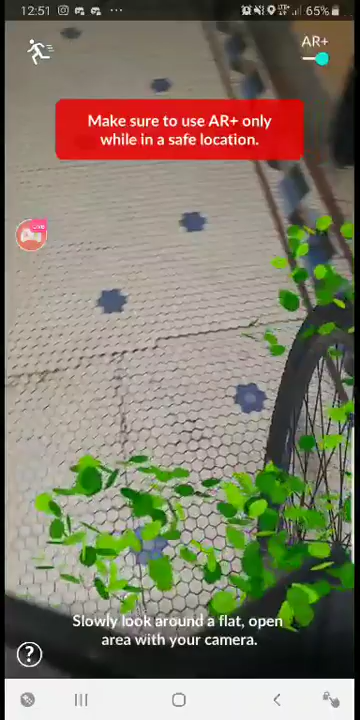 12:51
65%
AR+
Make sure to use AR+ only
while in a safe location.
LIVE
Slowly look around a flat, open
area with your camera.
?